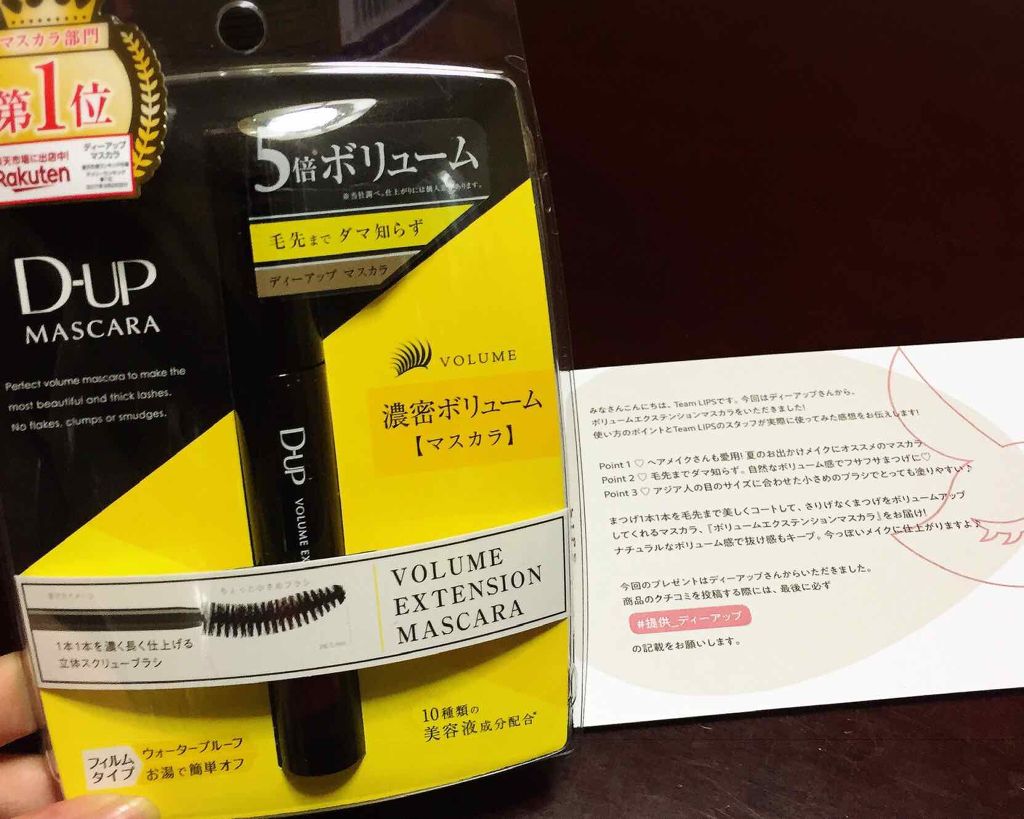 マスカラ部門
第1位
天市場に出店中!
Rakuten
ディーアップ
マスカラ
5倍ボリューム
毛先まで ダマ知らず
ディーアップ マスカラ
D-UP
MASCARA
Perfect volume mascara to make the
most beautiful and thick lashes.
No flakes, clumps or smudges.
VOLUME
濃密ボリューム
【マスカラ】
D-UP VOLUME EX
ちょっと小さめブラシ
1本1本を濃く長く仕上げる
立体スクリューブラシ
VOLUME
EXTENSION
MASCARA
10種類の
美容液成分配合*
フィルム
タイプ
ウォータープルーフ
お湯で簡単オフ
みなさんこんにちは、Team LIPSです。今回はディーアップさんから、
ボリュームエクステンションマスカラをいただきました!
使い方のポイントとTeam LIPSのスタッフが実際に使ってみた感想をお伝えします!
Point 1 ♡ ヘアメイクさんも愛用! 夏のお出かけメイクにオススメのマスカラ
Point 2 ♡ 毛先までダマ知らず。自然なボリューム感でフサフサまつげに♡
Point 3 ♡ アジア人の目のサイズに合わせた小さめのブラシでとっても塗りやすい♪
まつげ1本1本を毛先まで美しくコートして、さりげなくまつげをボリュームアップ
してくれるマスカラ、『ボリュームエクステンションマスカラ』をお届け!
ナチュラルなボリューム感で抜け感もキープ。今っぽいメイクに仕上がりますよ♪
今回のプレゼントはディーアップさんからいただきました。
商品のクチコミを投稿する際には、最後に必ず
#提供_ディーアップ
の記載をお願いします。